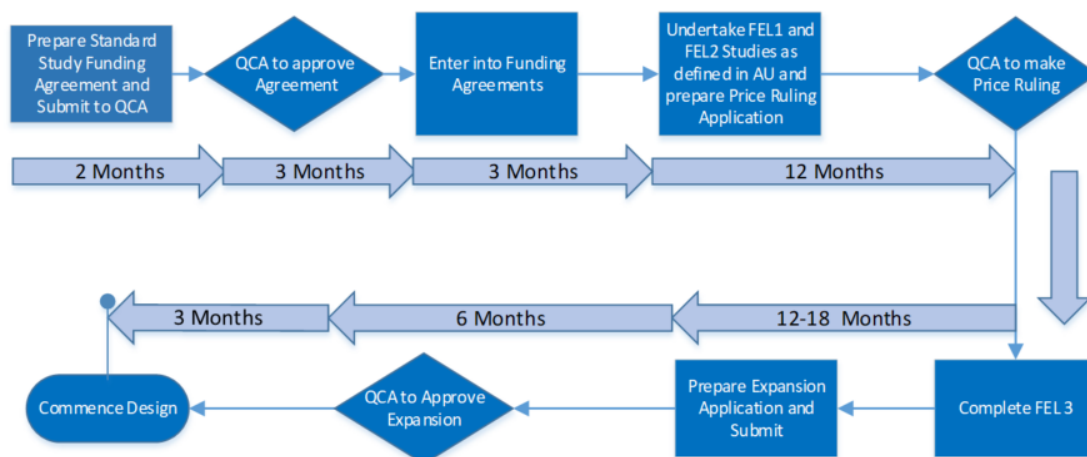 Prepare Standard
Study Funding
Agreement and
Submit to QCA
QCA to approve
Agreement
Enter into Funding
Agreements
Undertake FEL1 and
FEL2 Studies as
defined in AU and
prepare Price Ruling
Application
QCA to make
Price Ruling
2 Months
3 Months
3 Months
12 Months
3 Months
6 Months
12-18 Months
Commence Design
QCA to Approve
Expansion
Prepare Expansion
Application and
Submit
Complete FEL 3